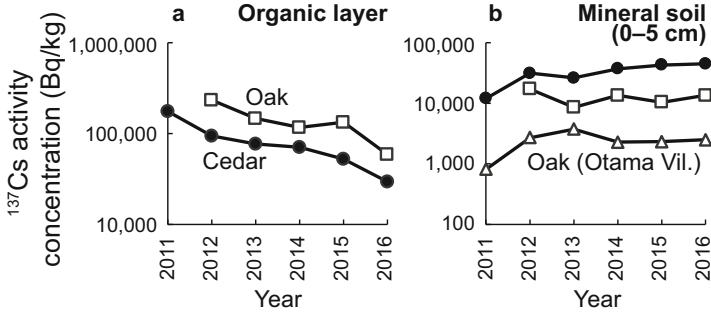 a Organic layer
b Mineral soil
(0–5 cm)
¹³⁷Cs activity
concentration (Bq/kg)
1,000,000
100,000
10,000
Oak
Cedar
2011
2012
2013
2014
2015
2016
Year
100,000
10,000
1,000
100
Oak (Otama Vil.)
2011
2012
2013
2014
2015
2016
Year